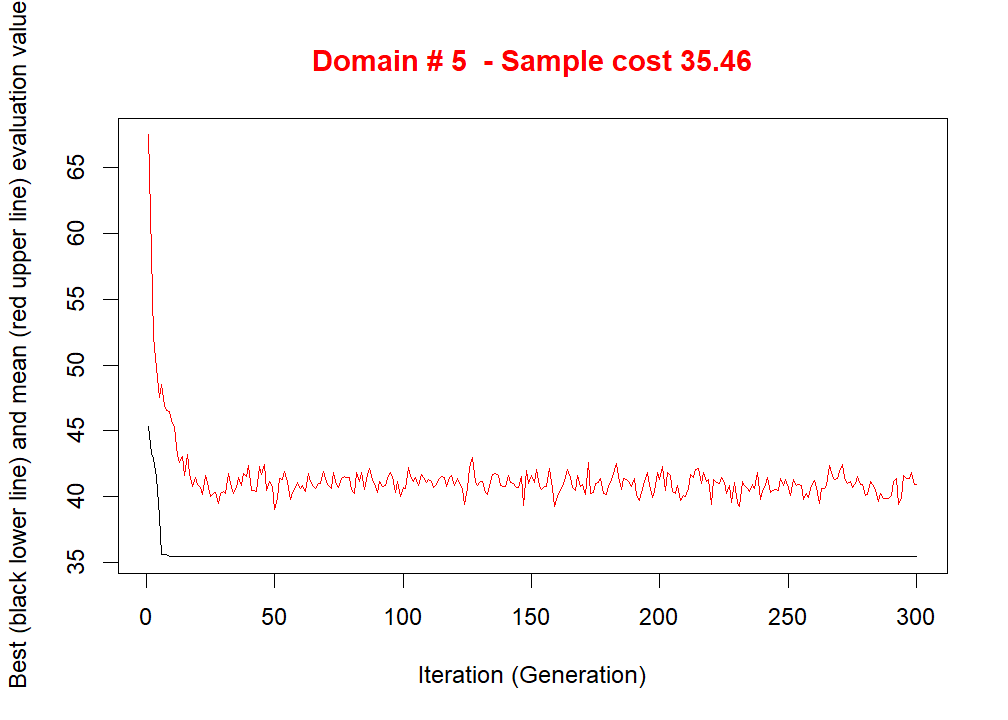 Domain # 5  - Sample cost 35.46
Best (black lower line) and mean (red upper line) evaluation value
65
60
55
50
45
40
35
0 50 100 150 200 250 300
Iteration (Generation)